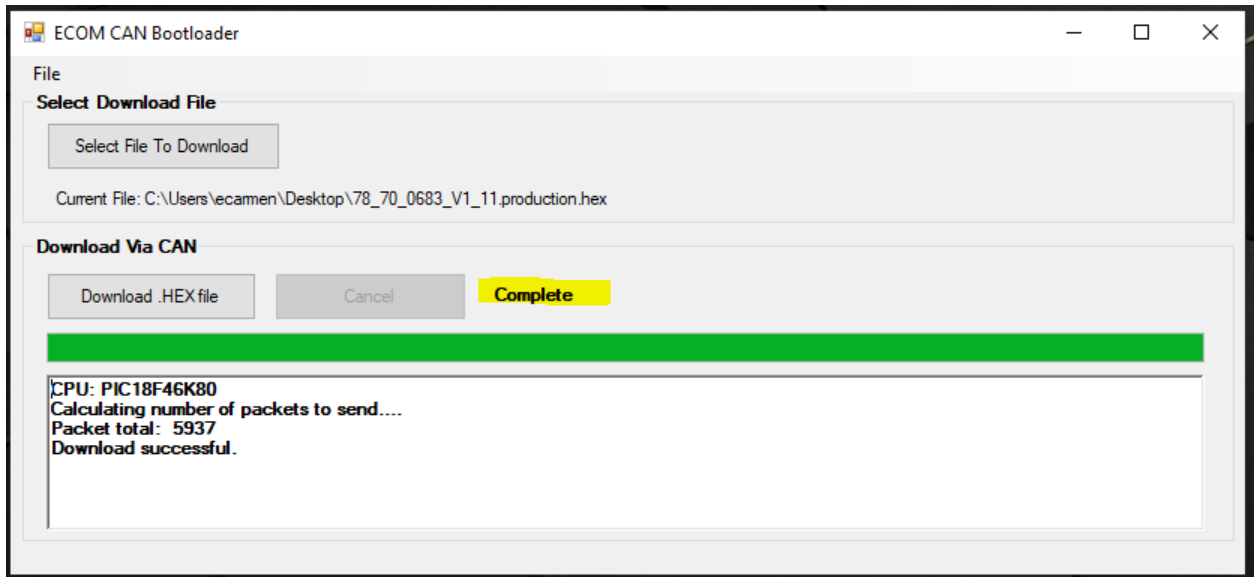 ECOM CAN Bootloader
File
Select Download File
Select File To Download
Current File: C:\Users\ecarmen\Desktop\78_70_0683_V1_11.production.hex
Download Via CAN
Download .HEX file
Cancel
Complete
CPU: PIC18F46K80
Calculating number of packets to send....
Packet total:  5937
Download successful.